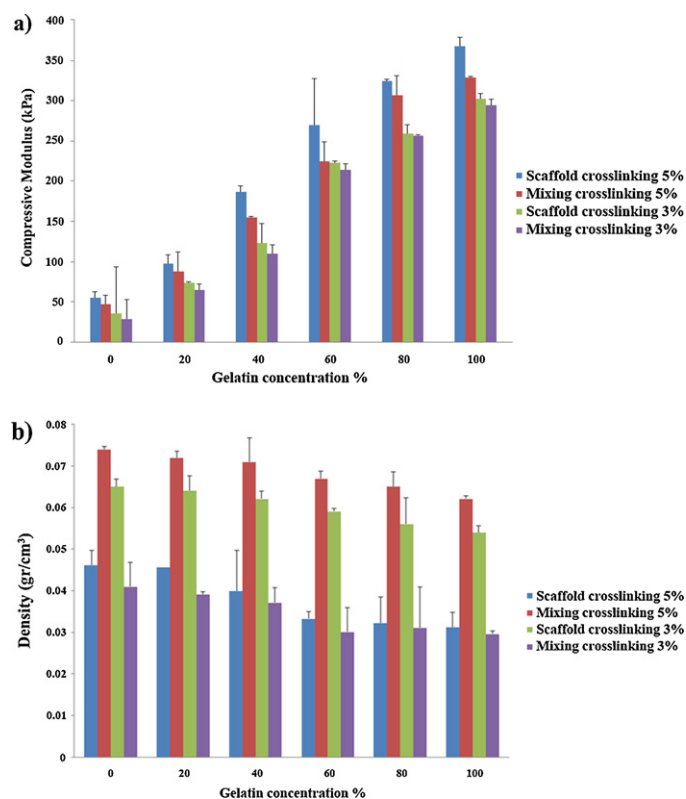 a)
Compressive Modulus (kPa)
400
350
300
250
200
150
100
50
0
0 20 40 60 80 100
Gelatin concentration %
Scaffold crosslinking 5%
Mixing crosslinking 5%
Scaffold crosslinking 3%
Mixing crosslinking 3%
b)
Density (gr/cm³)
0.08
0.07
0.06
0.05
0.04
0.03
0.02
0.01
0
0 20 40 60 80 100
Gelatin concentration %
Scaffold crosslinking 5%
Mixing crosslinking 5%
Scaffold crosslinking 3%
Mixing crosslinking 3%